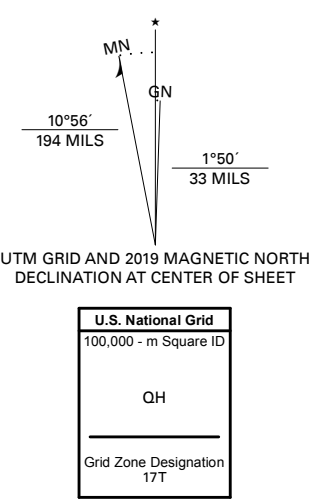 ★
MN
GN
10°56´
194 MILS
1°50´
33 MILS
UTM GRID AND 2019 MAGNETIC NORTH
DECLINATION AT CENTER OF SHEET
U.S. National Grid
100,000 - m Square ID
QH
Grid Zone Designation
17T